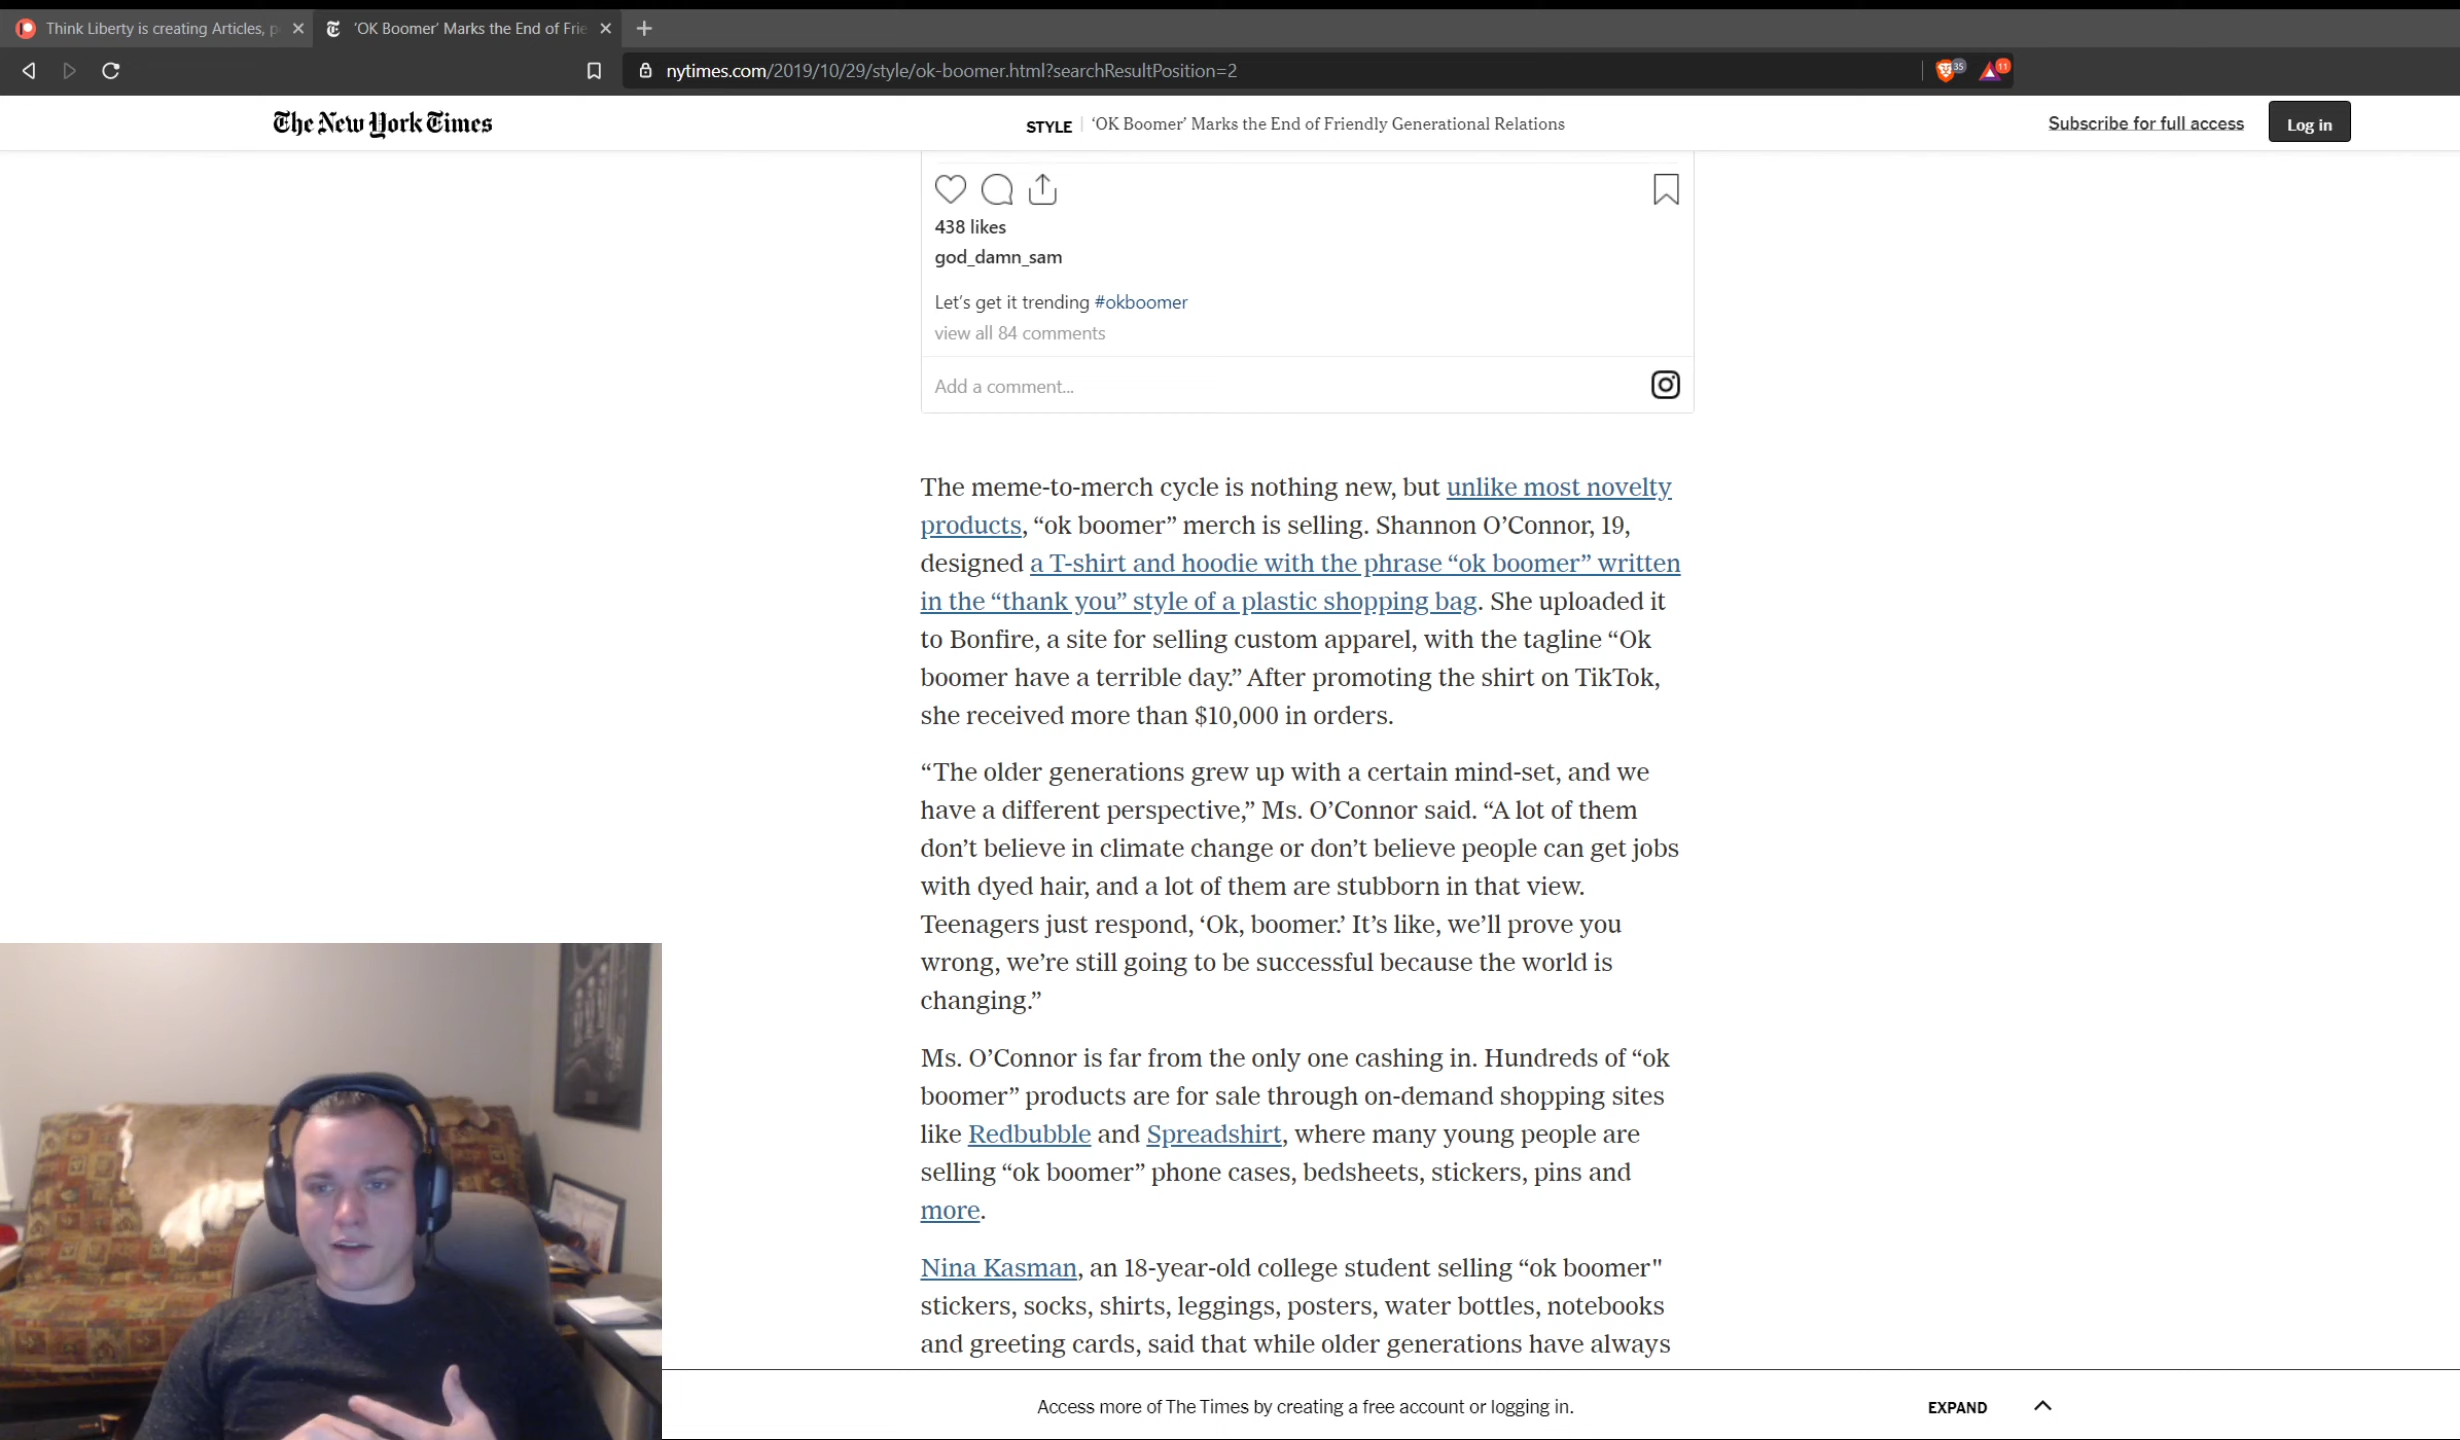 Think Liberty is creating Articles, p
'OK Boomer' Marks the End of Frie
nytimes.com/2019/10/29/style/ok-boomer.html?searchResultPosition=2
35
11
The New York Times
STYLE | 'OK Boomer' Marks the End of Friendly Generational Relations
Subscribe for full access
Log in
438 likes
god_damn_sam
Let's get it trending #okboomer
view all 84 comments
Add a comment...
The meme-to-merch cycle is nothing new, but unlike most novelty
products, “ok boomer” merch is selling. Shannon O’Connor, 19,
designed a T-shirt and hoodie with the phrase “ok boomer” written
in the “thank you” style of a plastic shopping bag. She uploaded it
to Bonfire, a site for selling custom apparel, with the tagline “Ok
boomer have a terrible day.” After promoting the shirt on TikTok,
she received more than $10,000 in orders.
“The older generations grew up with a certain mind-set, and we
have a different perspective,” Ms. O’Connor said. “A lot of them
don’t believe in climate change or don’t believe people can get jobs
with dyed hair, and a lot of them are stubborn in that view.
Teenagers just respond, ‘Ok, boomer.’ It’s like, we’ll prove you
wrong, we’re still going to be successful because the world is
changing.”
Ms. O’Connor is far from the only one cashing in. Hundreds of “ok
boomer” products are for sale through on-demand shopping sites
like Redbubble and Spreadshirt, where many young people are
selling “ok boomer” phone cases, bedsheets, stickers, pins and
more.
Nina Kasman, an 18-year-old college student selling “ok boomer"
stickers, socks, shirts, leggings, posters, water bottles, notebooks
and greeting cards, said that while older generations have always
Access more of The Times by creating a free account or logging in.
EXPAND